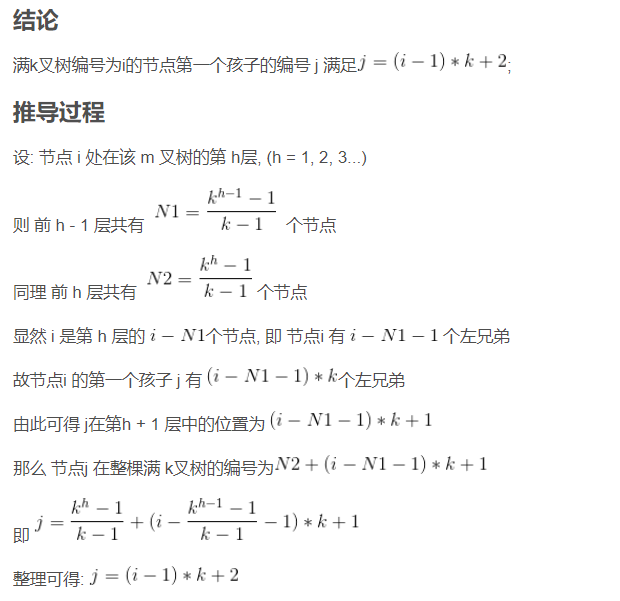 结论
满k叉树编号为i的节点第一个孩子的编号 j 满足 j = (i − 1) ∗ k + 2;
推导过程
设: 节点 i 处在该 m 叉树的第 h层, (h = 1, 2, 3...)
则 前 h - 1 层共有 N1 = \frac{k^{h-1} - 1}{k - 1} 个节点
同理 前 h 层共有 N2 = \frac{k^h - 1}{k - 1} 个节点
显然 i 是第 h 层的 i − N1个节点, 即 节点i 有 i − N1 − 1 个左兄弟
故节点i 的第一个孩子 j 有 (i − N1 − 1) ∗ k个左兄弟
由此可得 j在第h + 1 层中的位置为 (i − N1 − 1) ∗ k + 1
那么 节点j 在整棵满 k叉树的编号为N2 + (i − N1 − 1) ∗ k + 1
即 j = \frac{k^h - 1}{k - 1} + (i − \frac{k^{h-1} - 1}{k - 1} − 1) ∗ k + 1
整理可得: j = (i − 1) ∗ k + 2